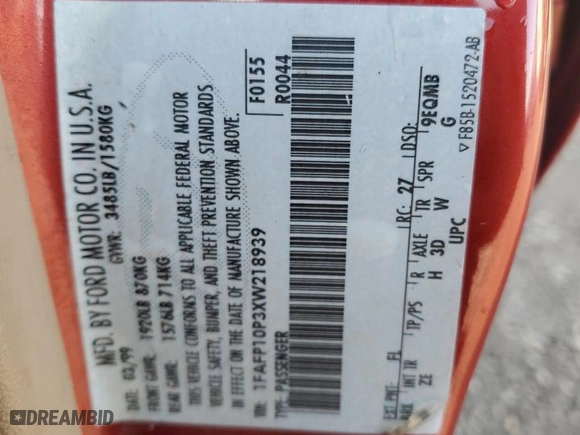 MFD. BY FORD MOTOR CO. IN U.S.A.
DATE: 03/99 GVWR: 3485LB/1580KG
FRONT GAWR: 1920LB 870KG
REAR GAWR: 1576LB 714KG
THIS VEHICLE CONFORMS TO ALL APPLICABLE FEDERAL MOTOR
VEHICLE SAFETY, BUMPER, AND THEFT PREVENTION STANDARDS
IN EFFECT ON THE DATE OF MANUFACTURE SHOWN ABOVE.
VIN: 1FAFP10P3XW218939 F0155
TYPE: PASSENGER R0044
EXT PNT: FL RC: 27 DSO:
BAR INT TR TP/PS R AXLE TR SPR 9EQMB
ZE H 3D W G
UPC
▽ F85B-1520472-AB
DREAMBID